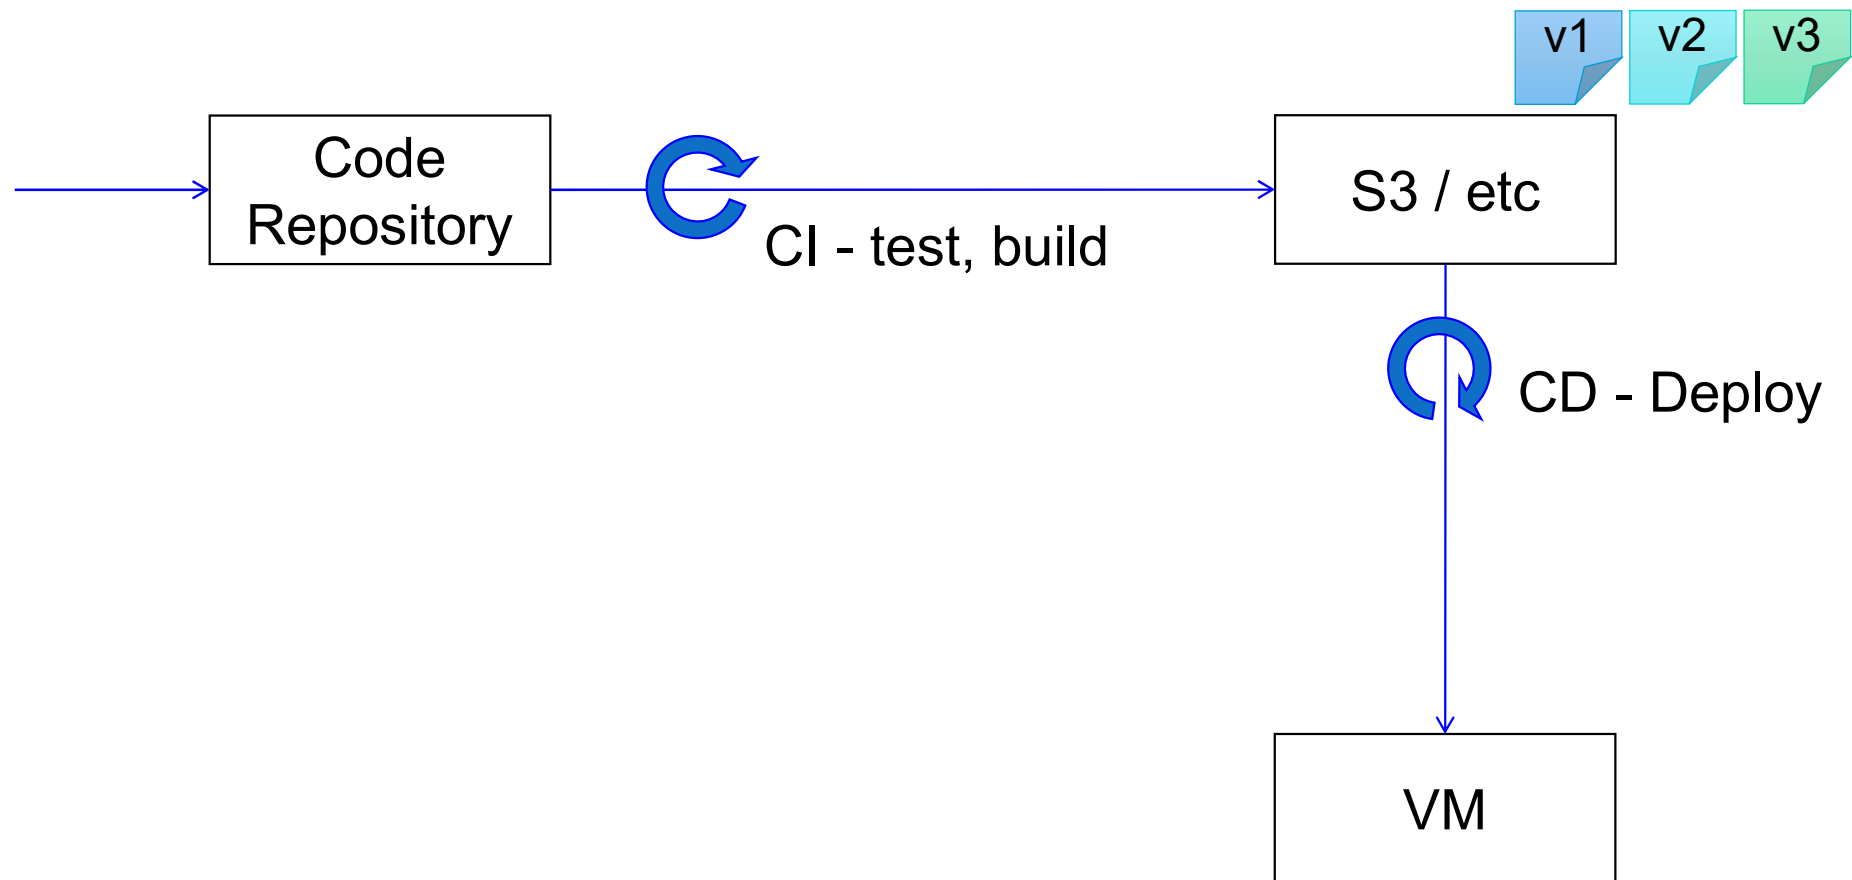 v1 v2 v3
Code
Repository
S3 / etc
CI - test, build
CD - Deploy
VM